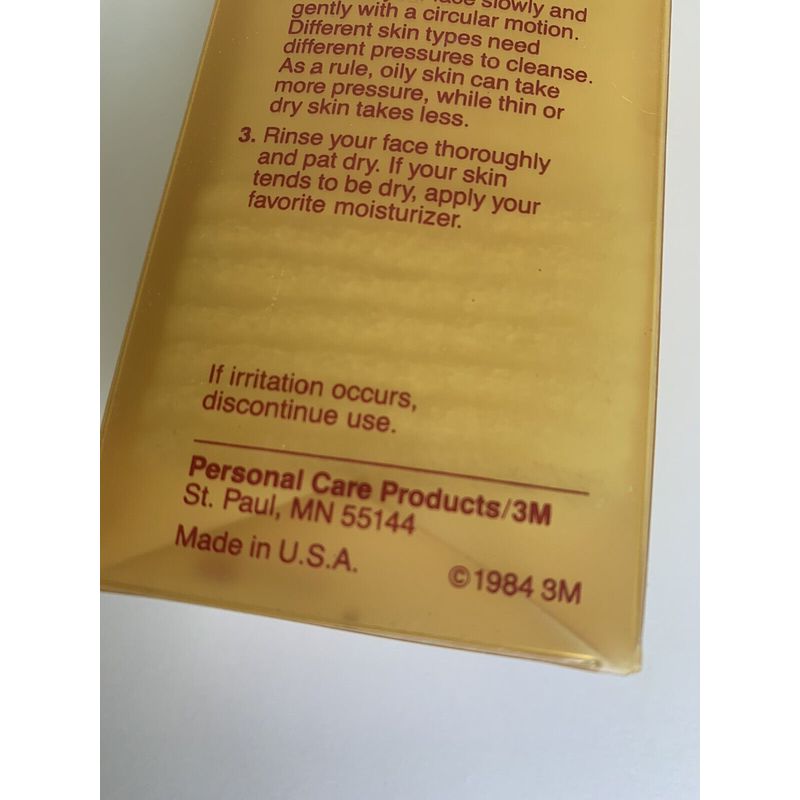 face slowly and
gently with a circular motion.
Different skin types need
different pressures to cleanse.
As a rule, oily skin can take
more pressure, while thin or
dry skin takes less.
3. Rinse your face thoroughly
and pat dry. If your skin
tends to be dry, apply your
favorite moisturizer.
If irritation occurs,
discontinue use.
Personal Care Products/3M
St. Paul, MN 55144
Made in U.S.A.
©1984 3M